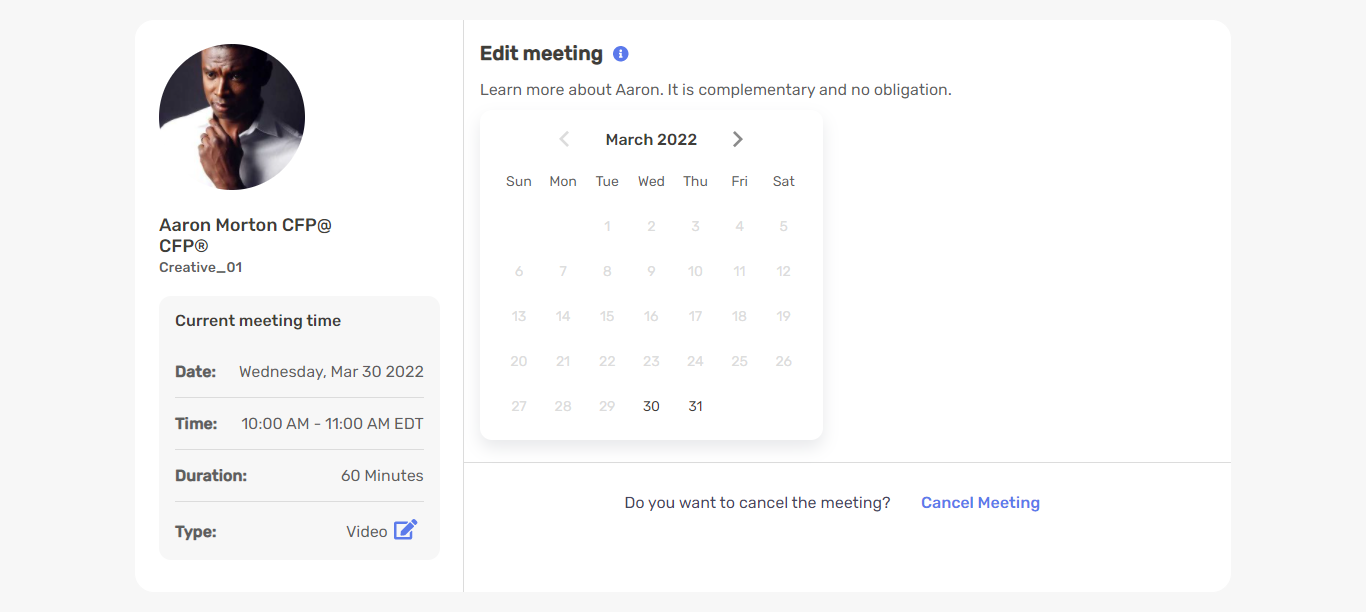 Aaron Morton CFP@
CFP®
Creative_01
Current meeting time
Date: Wednesday, Mar 30 2022
Time: 10:00 AM - 11:00 AM EDT
Duration: 60 Minutes
Type: Video
Edit meeting
Learn more about Aaron. It is complementary and no obligation.
March 2022
Sun Mon Tue Wed Thu Fri Sat
1 2 3 4 5
6 7 8 9 10 11 12
13 14 15 16 17 18 19
20 21 22 23 24 25 26
27 28 29 30 31
Do you want to cancel the meeting? Cancel Meeting